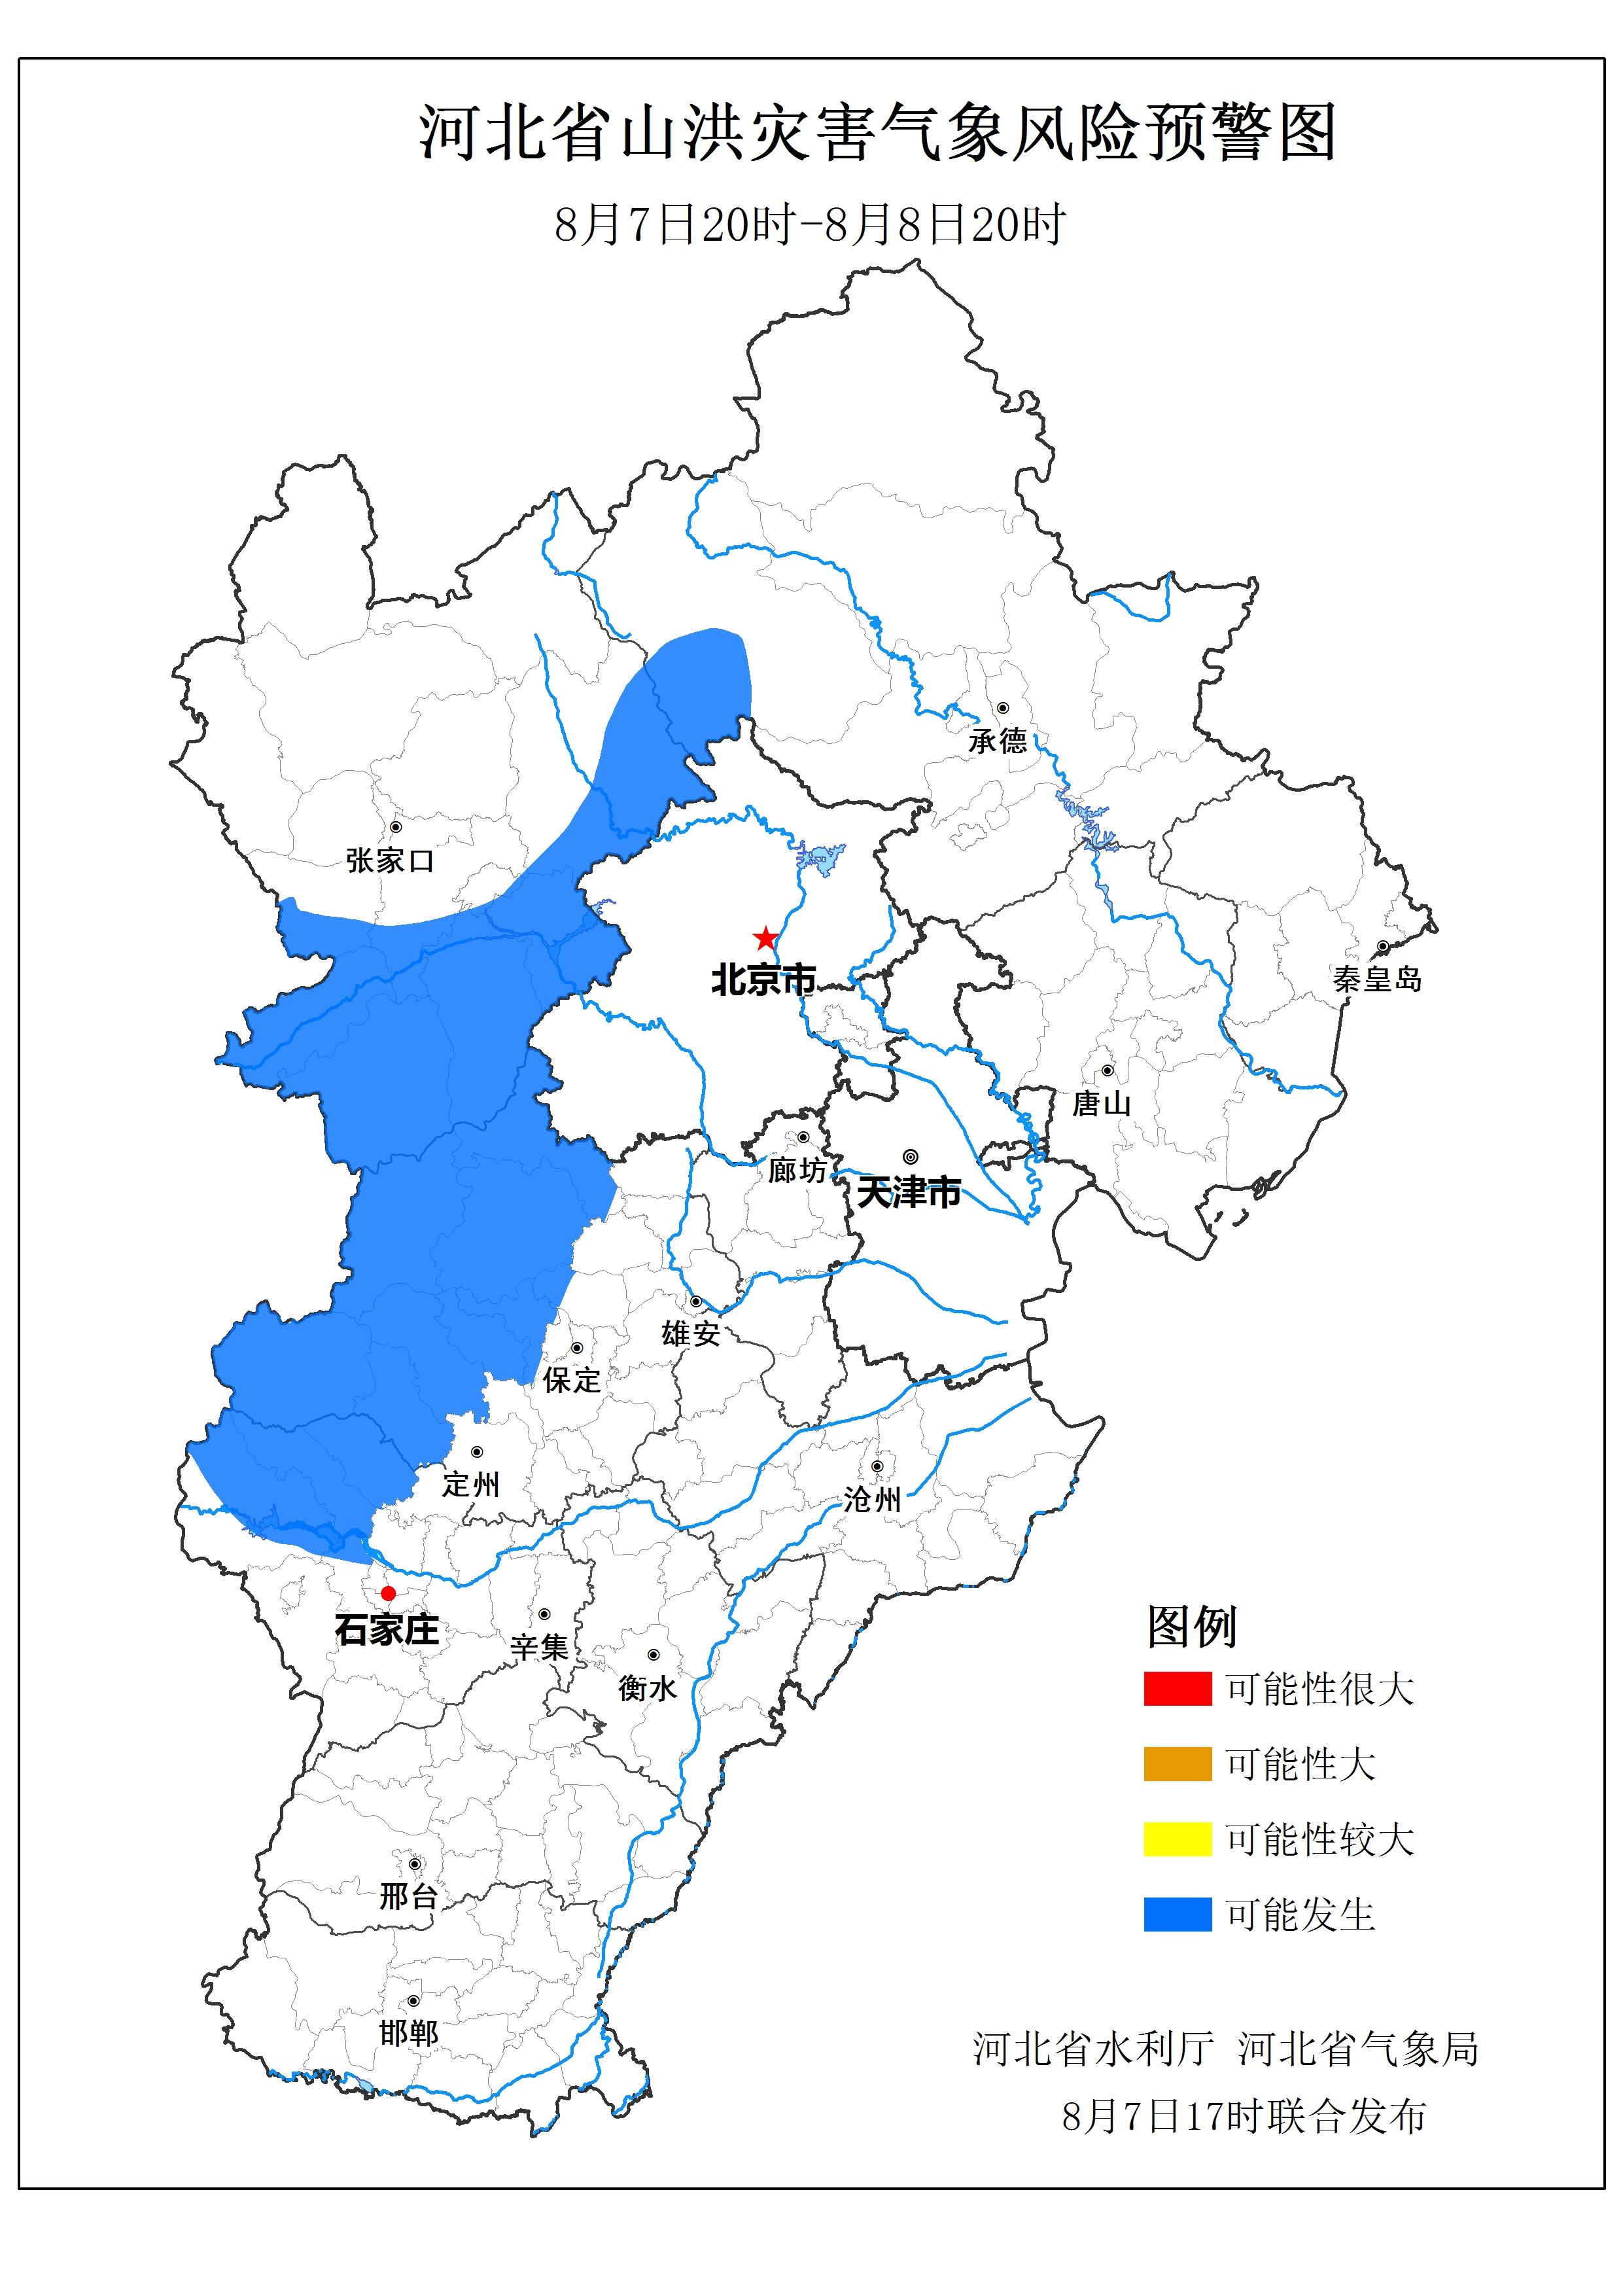 河北省山洪灾害气象风险预警图
8月7日20时-8月8日20时
承德
张家口
北京市
秦皇岛
唐山
廊坊
天津市
雄安
保定
定州
沧州
石家庄
辛集
衡水
邢台
邯郸
图例
可能性很大
可能性大
可能性较大
可能发生
河北省水利厅 河北省气象局
8月7日17时联合发布